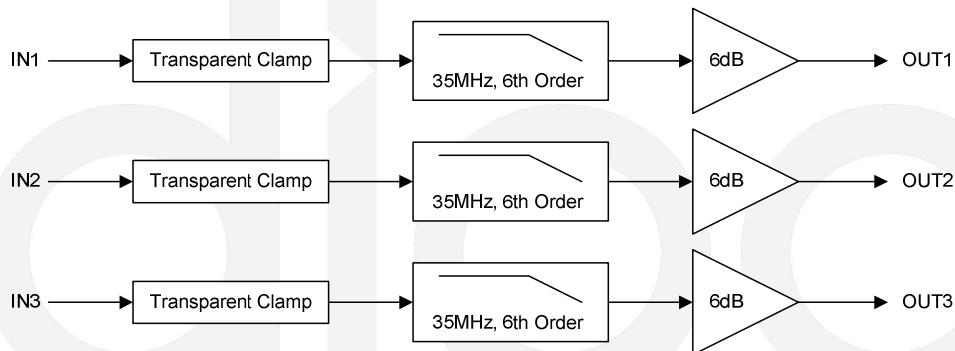 IN1 Transparent Clamp 35MHz, 6th Order 6dB OUT1
IN2 Transparent Clamp 35MHz, 6th Order 6dB OUT2
IN3 Transparent Clamp 35MHz, 6th Order 6dB OUT3